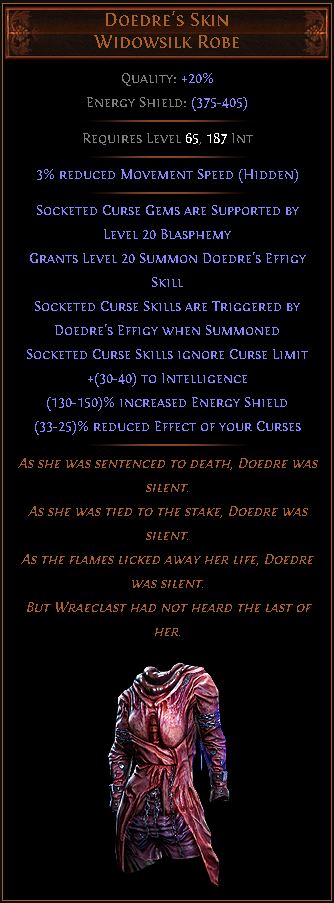 Doedre's Skin
Widowsilk Robe
Quality: +20%
Energy Shield: (375-405)
Requires Level 65, 187 Int
3% reduced Movement Speed (Hidden)
Socketed Curse Gems are Supported by
Level 20 Blasphemy
Grants Level 20 Summon Doedre's Effigy
Skill
Socketed Curse Skills are Triggered by
Doedre's Effigy when Summoned
Socketed Curse Skills ignore Curse Limit
+(30-40) to Intelligence
(130-150)% increased Energy Shield
(33-25)% reduced Effect of your Curses
As she was sentenced to death, Doedre was
silent.
As she was tied to the stake, Doedre was
silent.
As the flames licked away her life, Doedre
was silent.
But Wraeclast had not heard the last of
her.